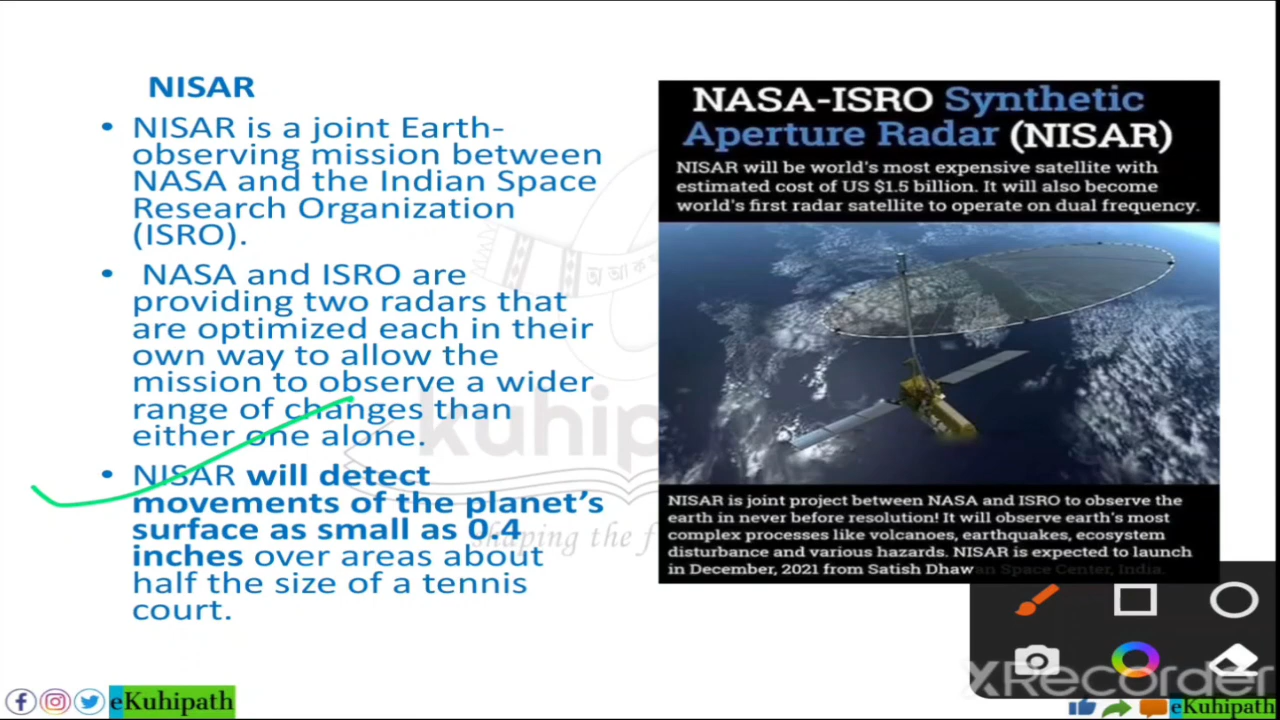 NISAR
• NISAR is a joint Earth-
observing mission between
NASA and the Indian Space
Research Organization
(ISRO).
• NASA and ISRO are
providing two radars that
are optimized each in their
own way to allow the
mission to observe a wider
range of changes than
either one alone.
• NISAR will detect
movements of the planet's
surface as small as 0.4
inches over areas about
half the size of a tennis
court.
NASA-ISRO Synthetic
Aperture Radar (NISAR)
NISAR will be world's most expensive satellite with
estimated cost of US $1.5 billion. It will also become
world's first radar satellite to operate on dual frequency.
NISAR is joint project between NASA and ISRO to observe the
earth in never before resolution! It will observe earth's most
complex processes like volcanoes, earthquakes, ecosystem
disturbance and various hazards. NISAR is expected to launch
in December, 2021 from Satish Dhawan Space Center, India.
অ আ ক
kuhip
shaping the f
XRecorder
eKuhipath
eKuhipath